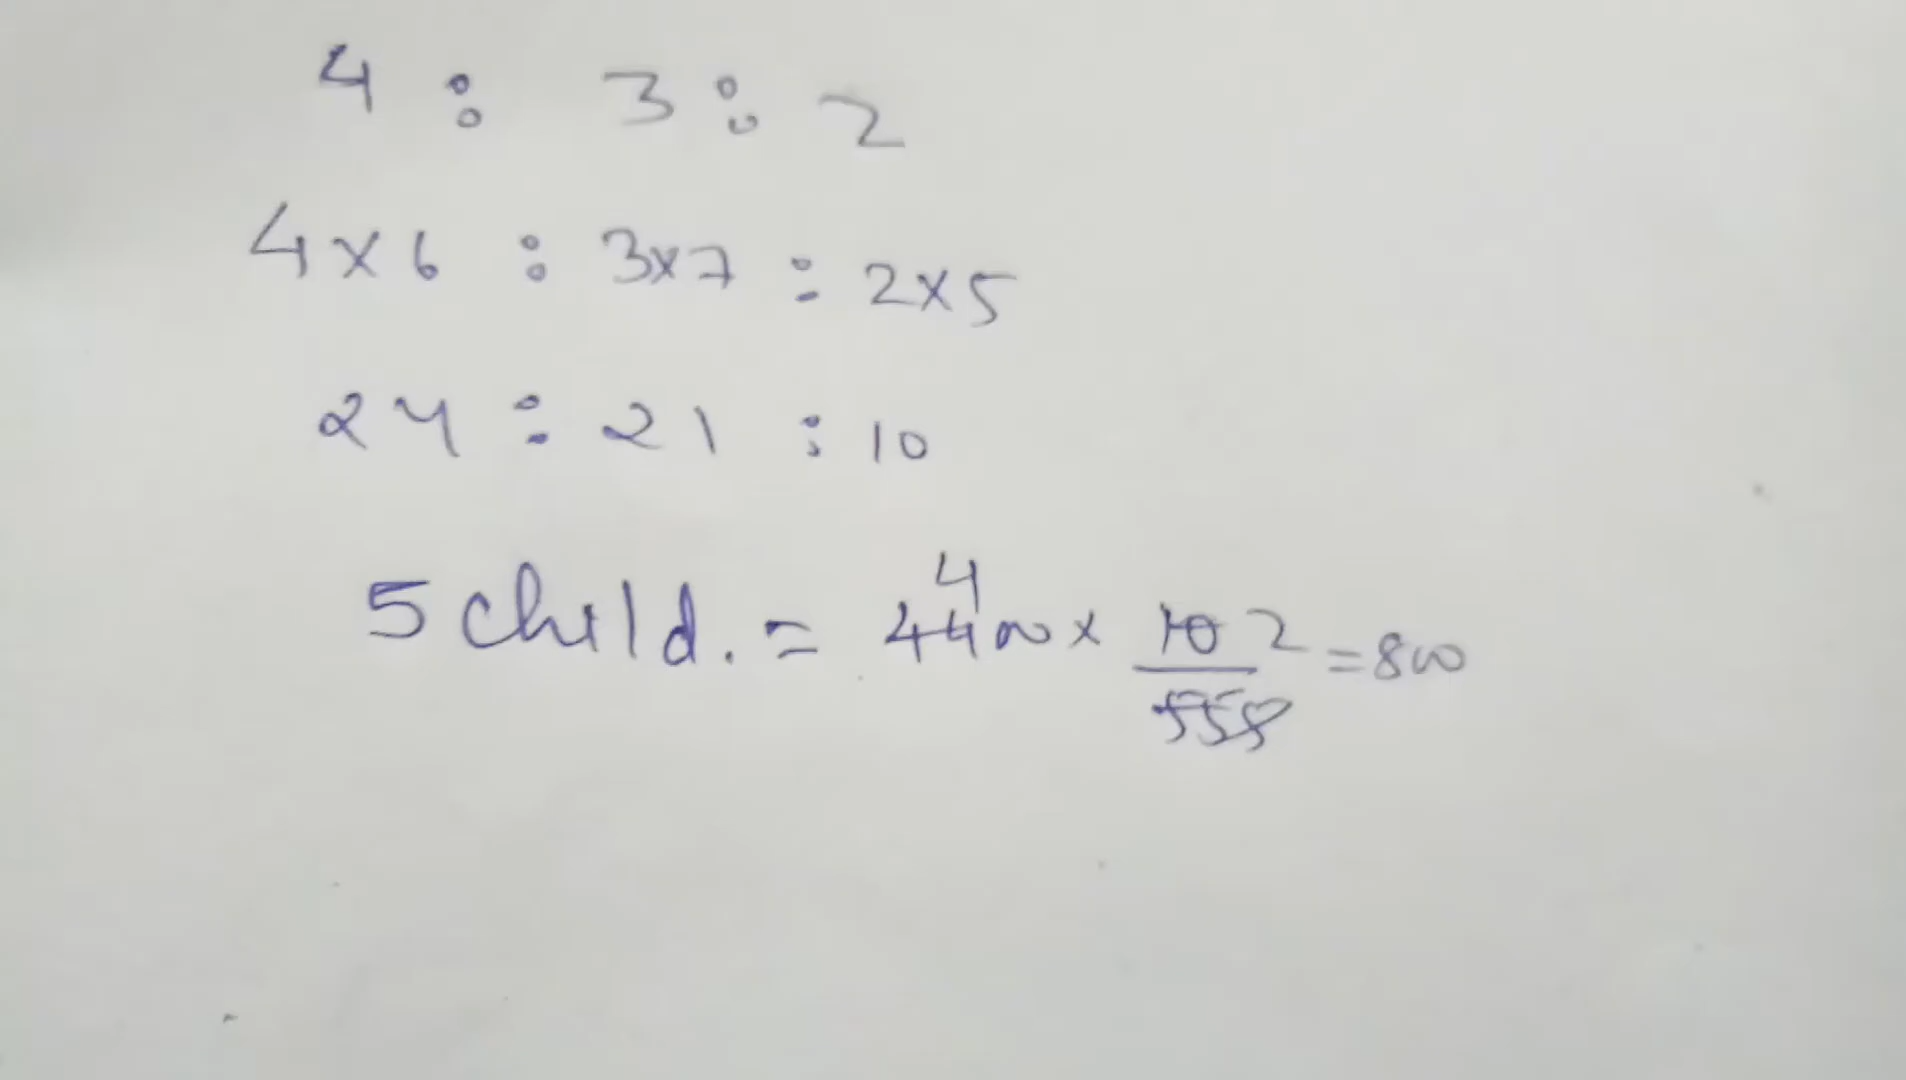 4 : 3 : 2
4×6 : 3×7 : 2×5
24 : 21 : 10
4
5 child. = 4400 × 10 2 = 800
555